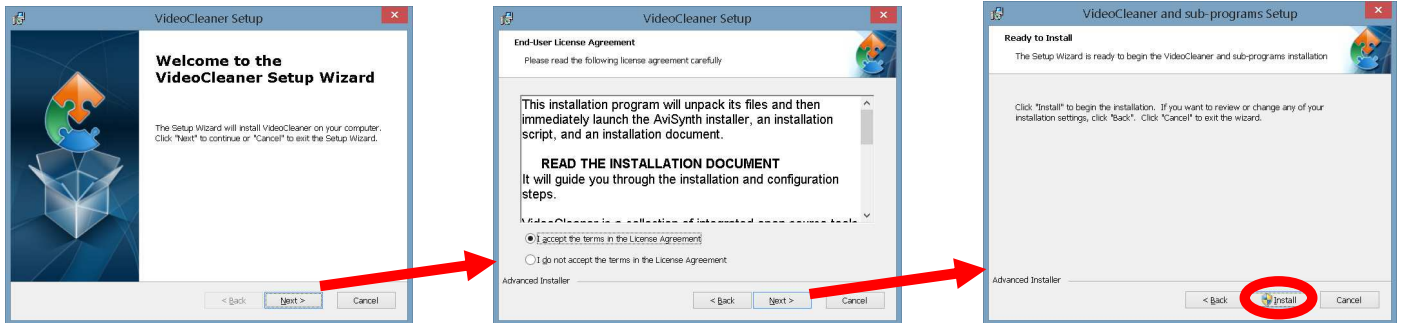 VideoCleaner Setup
Welcome to the
VideoCleaner Setup Wizard
The Setup Wizard will install VideoCleaner on your computer.
Click "Next" to continue or "Cancel" to exit the Setup Wizard.
< Back
Next >
Cancel
VideoCleaner Setup
End-User License Agreement
Please read the following license agreement carefully
This installation program will unpack its files and then
immediately launch the AviSynth installer, an installation
script, and an installation document.
READ THE INSTALLATION DOCUMENT
It will guide you through the installation and configuration
steps.
VideoCleaner is a collection of integrated open source tools
I accept the terms in the License Agreement
I do not accept the terms in the License Agreement
Advanced Installer
< Back
Next >
Cancel
VideoCleaner and sub-programs Setup
Ready to Install
The Setup Wizard is ready to begin the VideoCleaner and sub-programs installation
Click "Install" to begin the installation. If you want to review or change any of your
installation settings, click "Back". Click "Cancel" to exit the wizard.
Advanced Installer
< Back
Install
Cancel